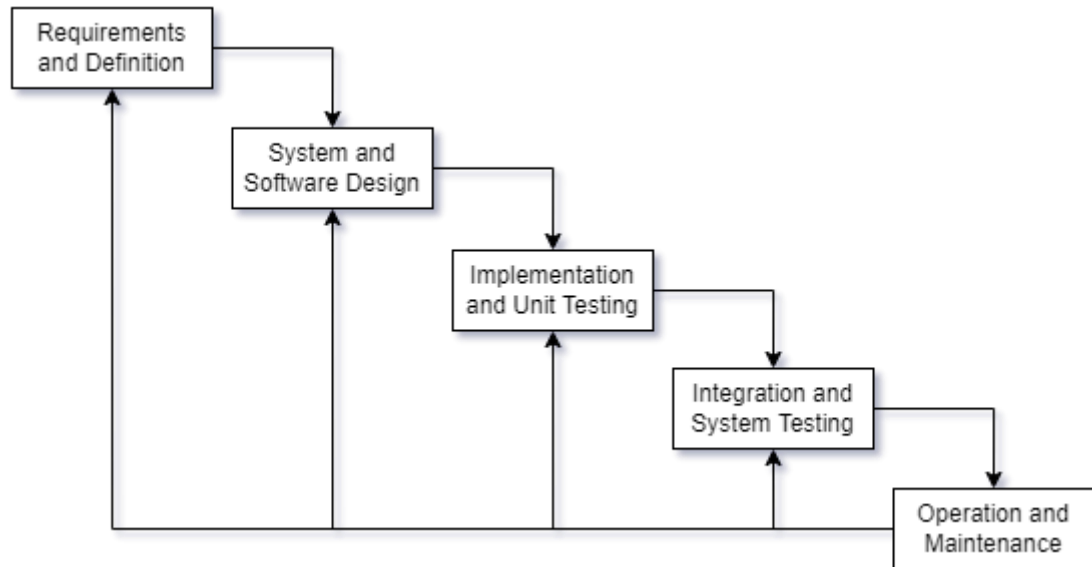 Requirements
and Definition
System and
Software Design
Implementation
and Unit Testing
Integration and
System Testing
Operation and
Maintenance